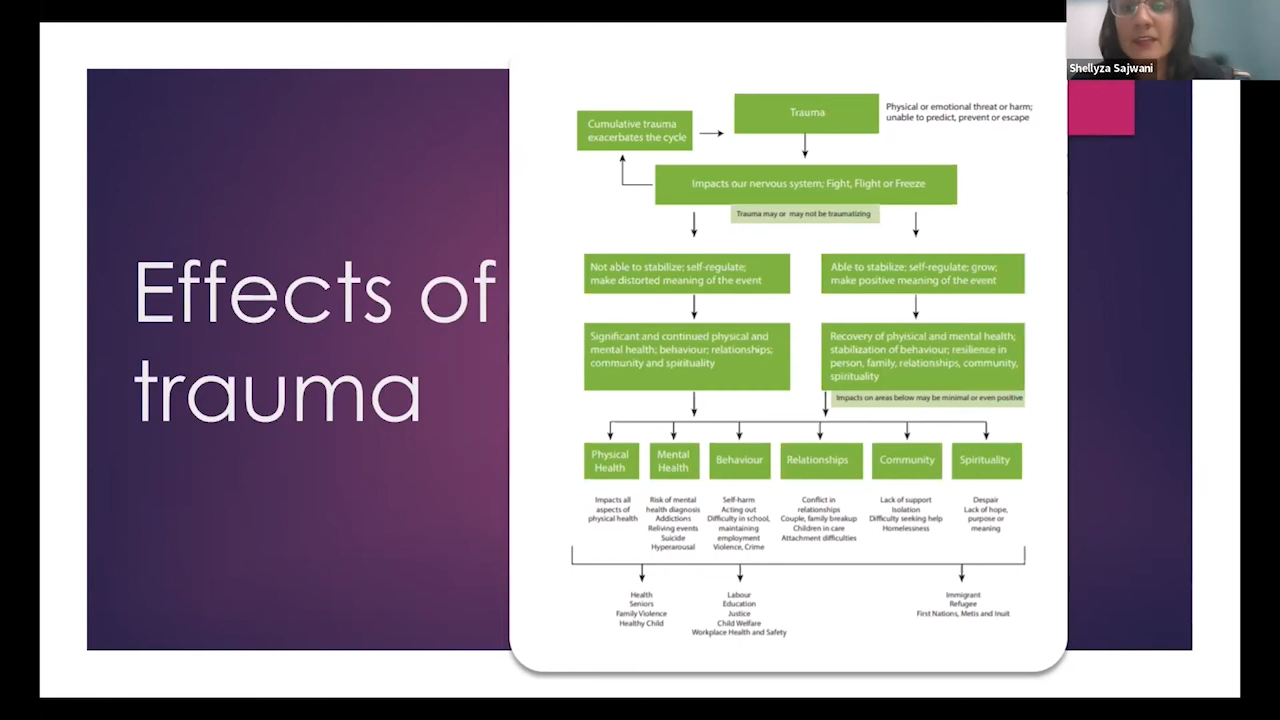 Shellyza Sajwani
Effects of
trauma
Trauma
Physical or emotional threat or harm;
unable to predict, prevent or escape
Cumulative trauma
exacerbates the cycle
Impacts our nervous system; Fight, Flight or Freeze
Trauma may or may not be traumatizing
Not able to stabilize; self-regulate;
make distorted meaning of the event
Able to stabilize; self-regulate; grow;
make positive meaning of the event
Significant and continued physical and
mental health; behaviour; relationships;
community and spirituality
Recovery of phyisical and mental health;
stabilization of behaviour; resilience in
person, family, relationships, community,
spirituality
Impacts on areas below may be minimal or even positive
Physical
Health
Mental
Health
Behaviour
Relationships
Community
Spirituality
Impacts all
aspects of
physical health
Risk of mental
health diagnosis
Addictions
Reliving events
Suicide
Hyperarousal
Self-harm
Acting out
Difficulty in school,
maintaining
employment
Violence, Crime
Conflict in
relationships
Couple, family breakup
Children in care
Attachment difficulties
Lack of support
Isolation
Difficulty seeking help
Homelessness
Despair
Lack of hope,
purpose or
meaning
Health
Seniors
Family Violence
Healthy Child
Labour
Education
Justice
Child Welfare
Workplace Health and Safety
Immigrant
Refugee
First Nations, Metis and Inuit